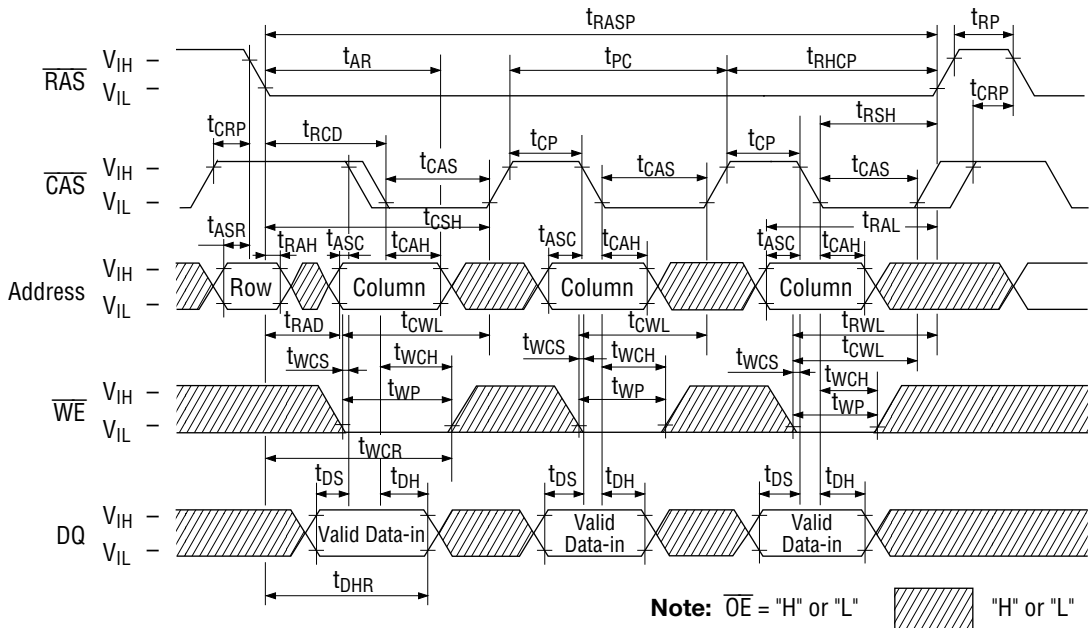 tRASP tRP
VIH tAR tPC tRHCP
RAS
VIL tCRP
tCRP tRCD tRSH
tCP tCP
VIH tCAS tCAS tCAS
CAS
VIL
tCSH tRAL
tASR tRAH tASC tCAH tASC tCAH tASC tCAH
VIH
Address Row Column Column Column
VIL
tRAD tCWL tCWL tRWL
tWCS tWCH tWCS tWCH tWCS tCWL
tWCH
VIH tWP tWP tWP
WE
VIL
tWCR
tDS tDH tDS tDH tDS tDH
VIH
DQ Valid Data-in Valid Data-in Valid Data-in
VIL
tDHR
Note: OE = "H" or "L" "H" or "L"